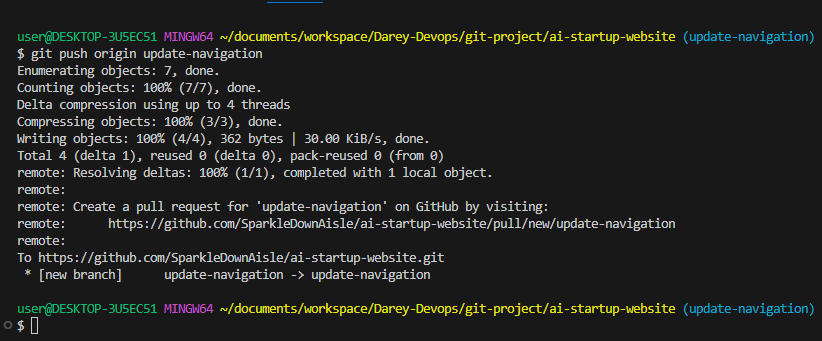 user@DESKTOP-3U5EC51 MINGW64 ~/documents/workspace/Darey-Devops/git-project/ai-startup-website (update-navigation)
$ git push origin update-navigation
Enumerating objects: 7, done.
Counting objects: 100% (7/7), done.
Delta compression using up to 4 threads
Compressing objects: 100% (3/3), done.
Writing objects: 100% (4/4), 362 bytes | 30.00 KiB/s, done.
Total 4 (delta 1), reused 0 (delta 0), pack-reused 0 (from 0)
remote: Resolving deltas: 100% (1/1), completed with 1 local object.
remote:
remote: Create a pull request for 'update-navigation' on GitHub by visiting:
remote:      https://github.com/SparkleDownAisle/ai-startup-website/pull/new/update-navigation
remote:
To https://github.com/SparkleDownAisle/ai-startup-website.git
 * [new branch]      update-navigation -> update-navigation
user@DESKTOP-3U5EC51 MINGW64 ~/documents/workspace/Darey-Devops/git-project/ai-startup-website (update-navigation)
$